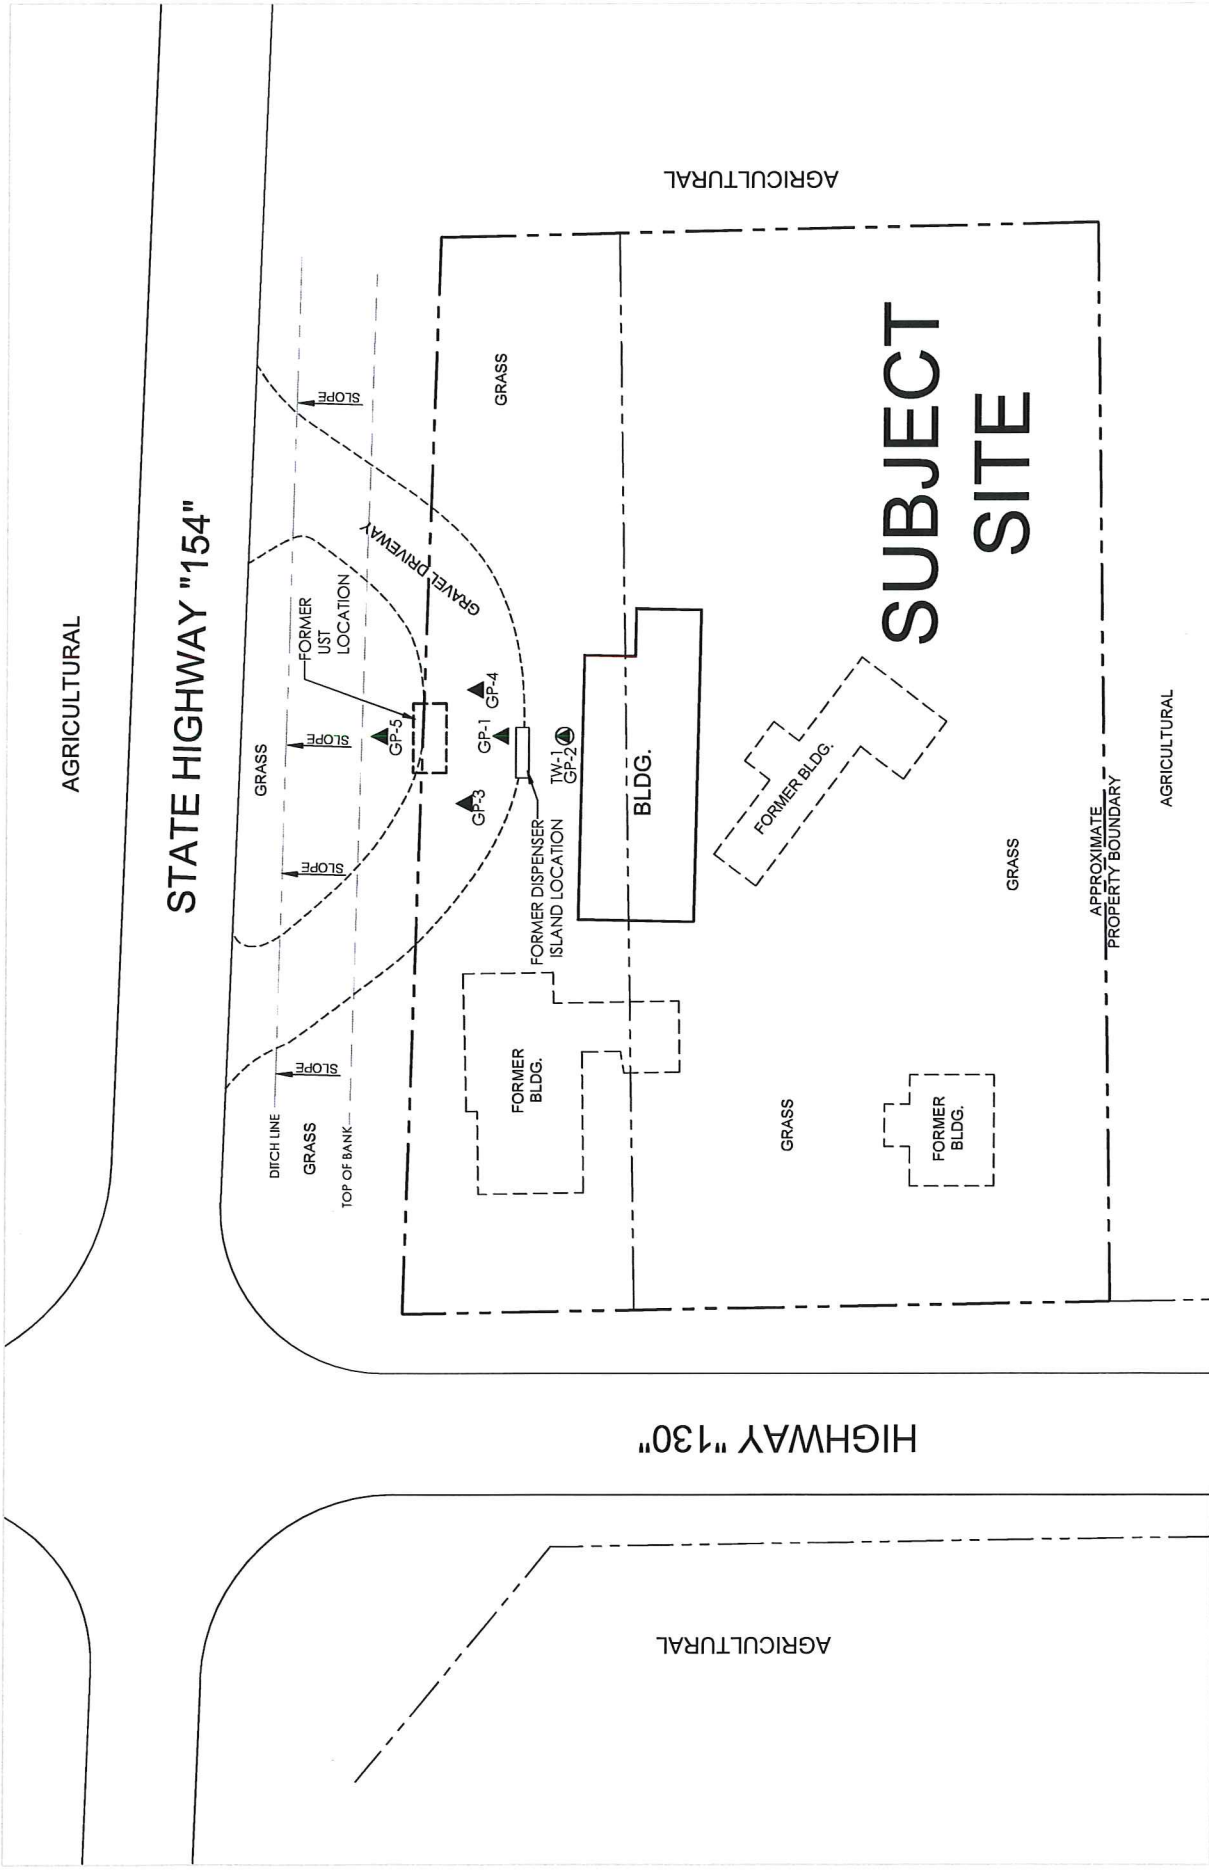 AGRICULTURAL
STATE HIGHWAY "154"
GRASS
SLOPE
SLOPE
SLOPE
SLOPE
DITCH LINE
GRASS
TOP OF BANK
FORMER
UST
LOCATION
GRAVEL DRIVEWAY
GP-5
GP-3
GP-1
GP-4
TW-1
GP-2
FORMER DISPENSER
ISLAND LOCATION
GRASS
FORMER
BLDG.
BLDG.
AGRICULTURAL
FORMER BLDG.
GRASS
FORMER
BLDG.
GRASS
SUBJECT
SITE
APPROXIMATE
PROPERTY BOUNDARY
AGRICULTURAL
HIGHWAY "130"
AGRICULTURAL